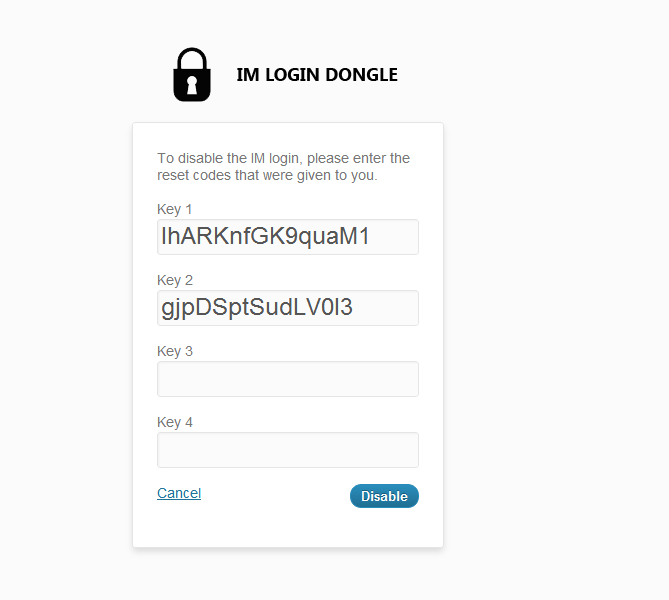 IM LOGIN DONGLE
To disable the IM login, please enter the
reset codes that were given to you.
Key 1
IhARKnfGK9quaM1
Key 2
gjpDSptSudLV0I3
Key 3
Key 4
Cancel
Disable